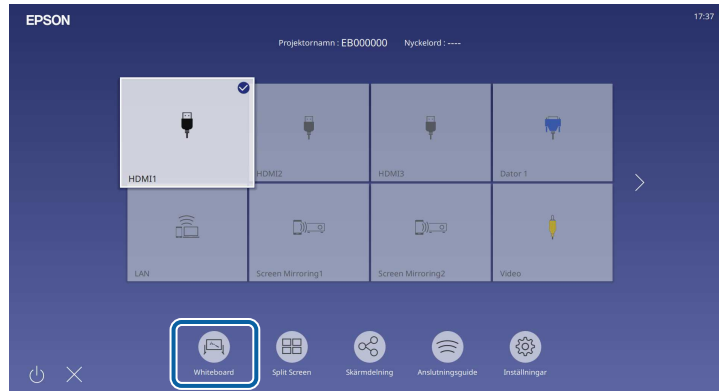 EPSON
17:37
Projektornamn : EB000000 Nyckelord : ----
HDMI1
HDMI2
HDMI3
Dator 1
LAN
Screen Mirroring1
Screen Mirroring2
Video
Whiteboard
Split Screen
Skärmdelning
Anslutningsguide
Inställningar